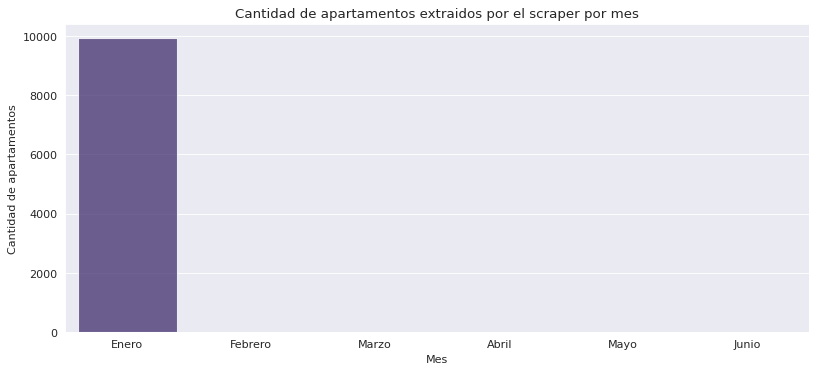 Cantidad de apartamentos extraidos por el scraper por mes
Cantidad de apartamentos
10000
8000
6000
4000
2000
0
Enero Febrero Marzo Abril Mayo Junio
Mes